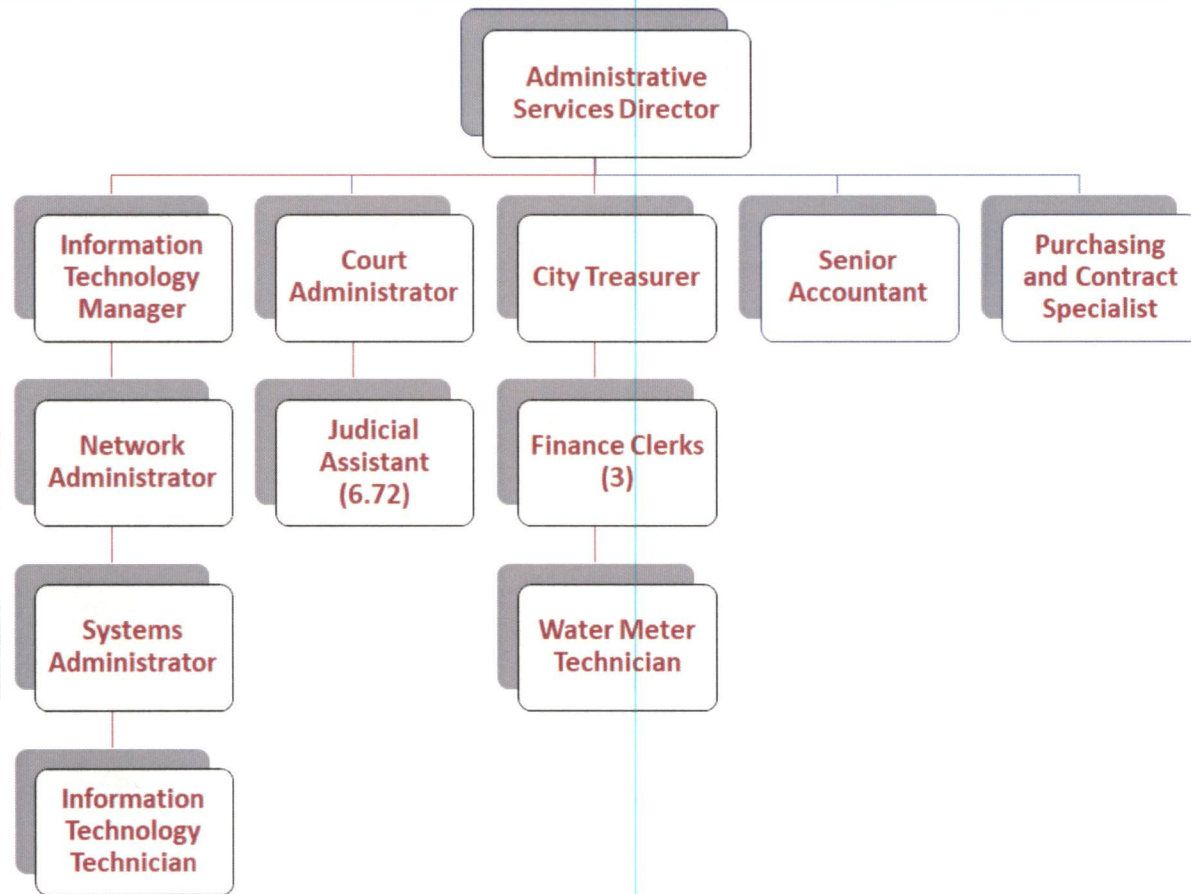 Administrative
Services Director
Information
Technology
Manager
Court
Administrator
City Treasurer
Senior
Accountant
Purchasing
and Contract
Specialist
Network
Administrator
Judicial
Assistant
(6.72)
Finance Clerks
(3)
Systems
Administrator
Water Meter
Technician
Information
Technology
Technician